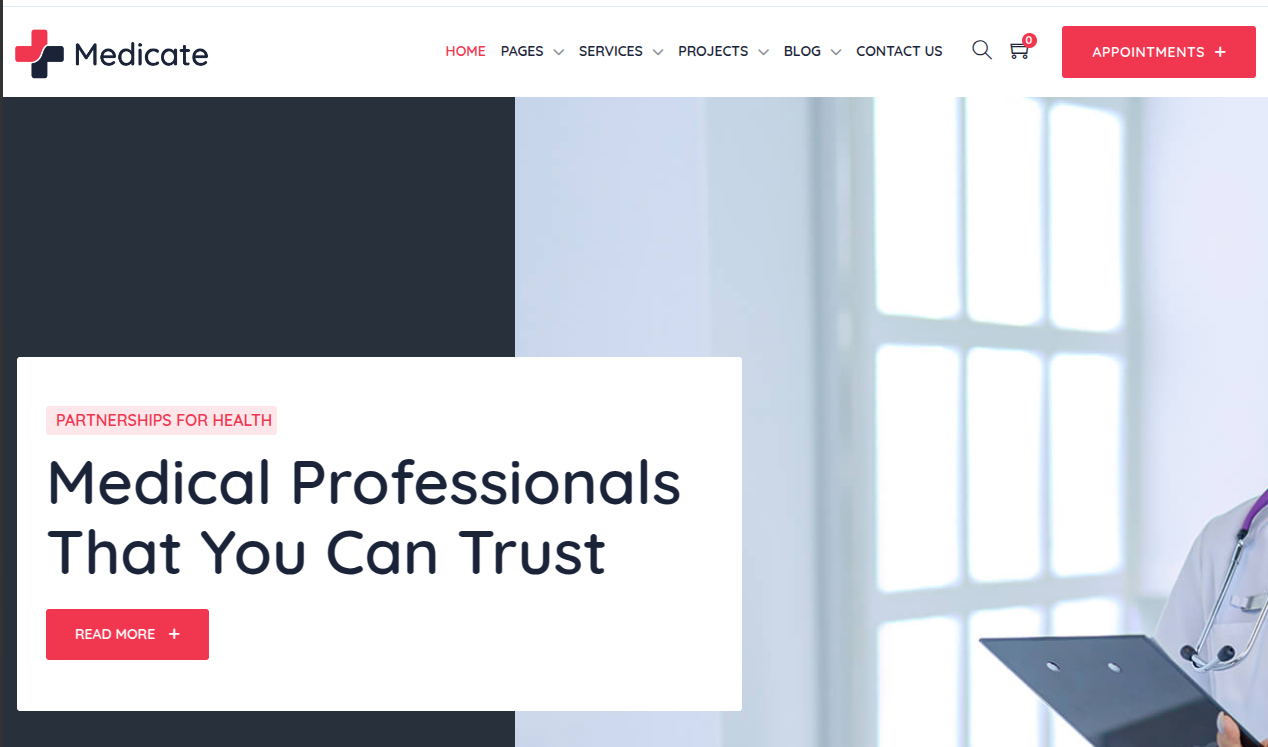 Medicate
HOME PAGES SERVICES PROJECTS BLOG CONTACT US 0 APPOINTMENTS +
PARTNERSHIPS FOR HEALTH
Medical Professionals
That You Can Trust
READ MORE +